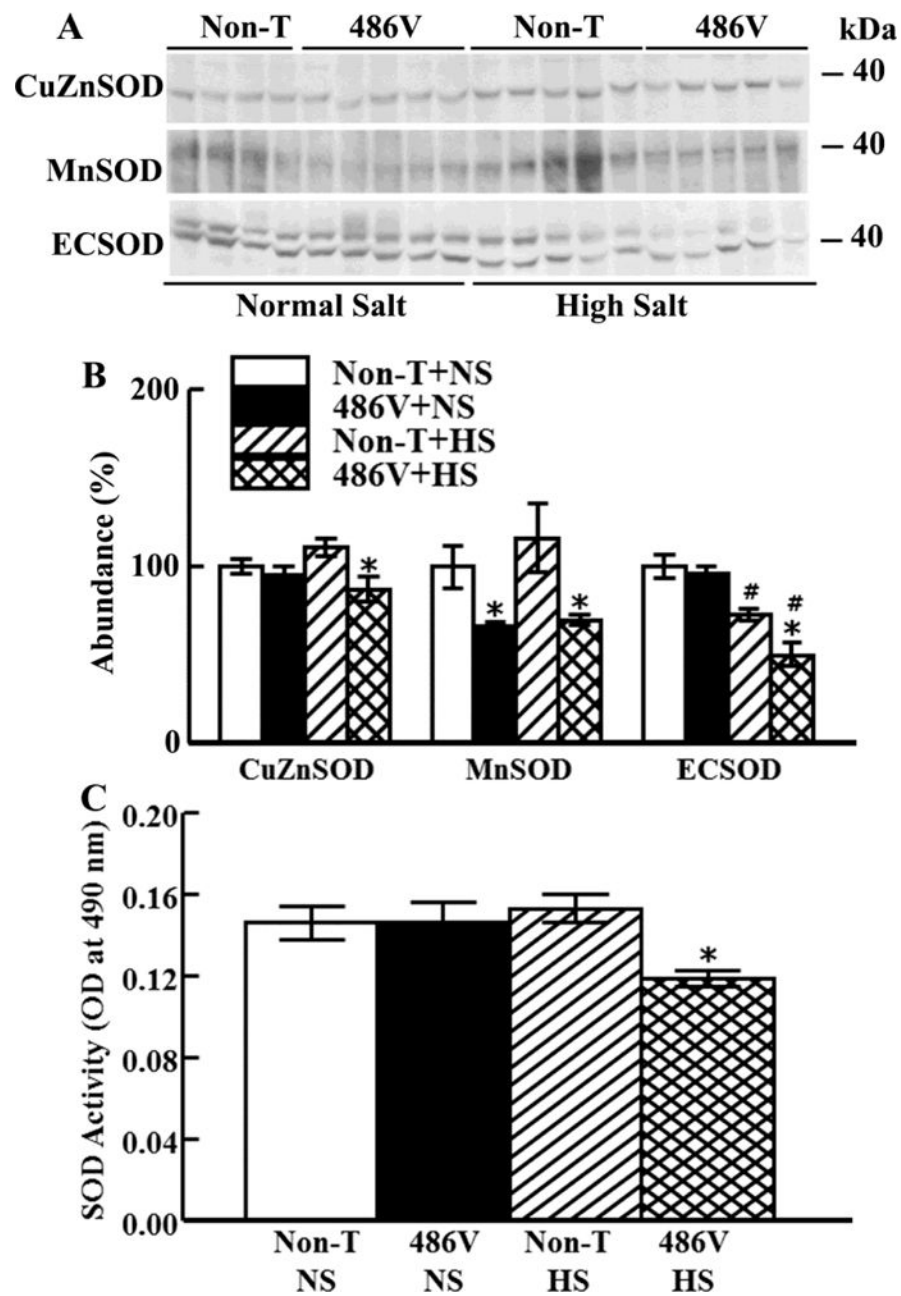 A Non-T 486V Non-T 486V kDa
CuZnSOD – 40
MnSOD – 40
ECSOD – 40
Normal Salt High Salt
B
Non-T+NS
486V+NS
Non-T+HS
486V+HS
200
100
0
Abundance (%)
* * * # # *
CuZnSOD MnSOD ECSOD
C
SOD Activity (OD at 490 nm)
0.20
0.16
0.12
0.08
0.04
0.00
*
Non-T 486V Non-T 486V
NS NS HS HS